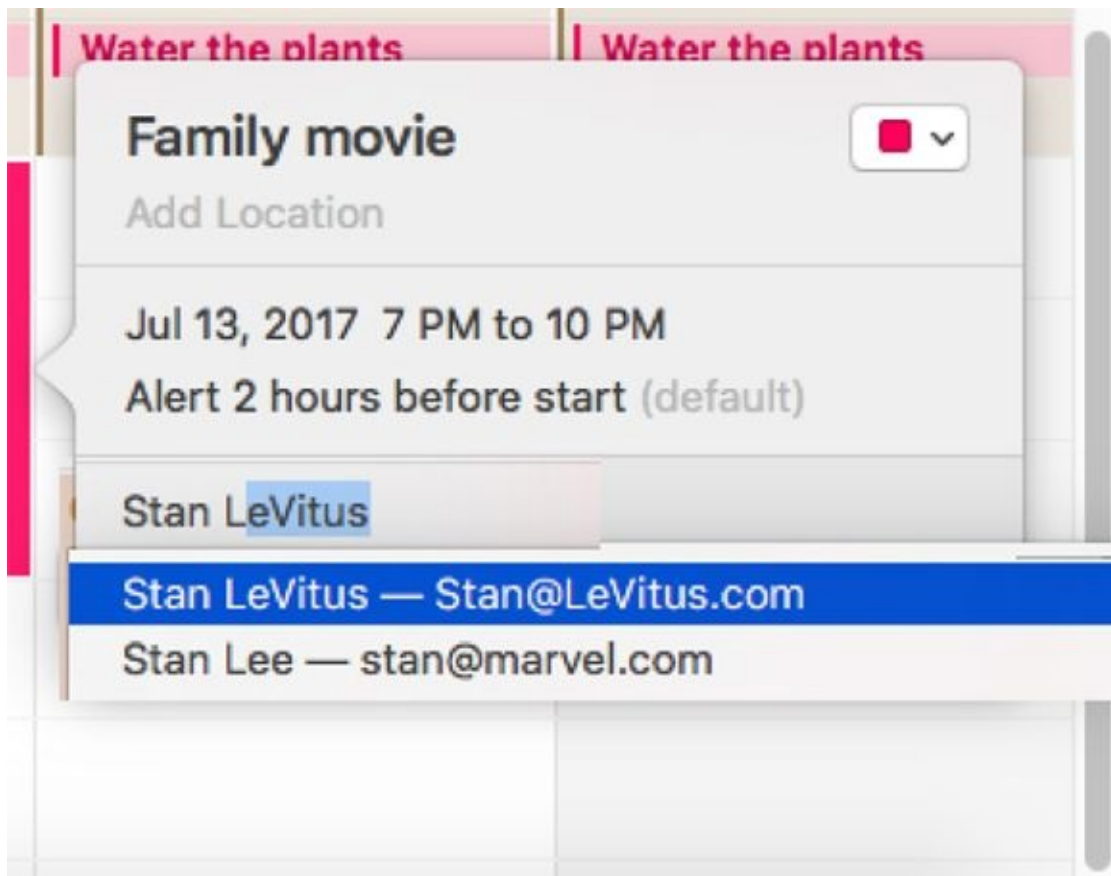 Water the plants Water the plants
Family movie
Add Location
Jul 13, 2017 7 PM to 10 PM
Alert 2 hours before start (default)
Stan LeVitus
Stan LeVitus — Stan@LeVitus.com
Stan Lee — stan@marvel.com